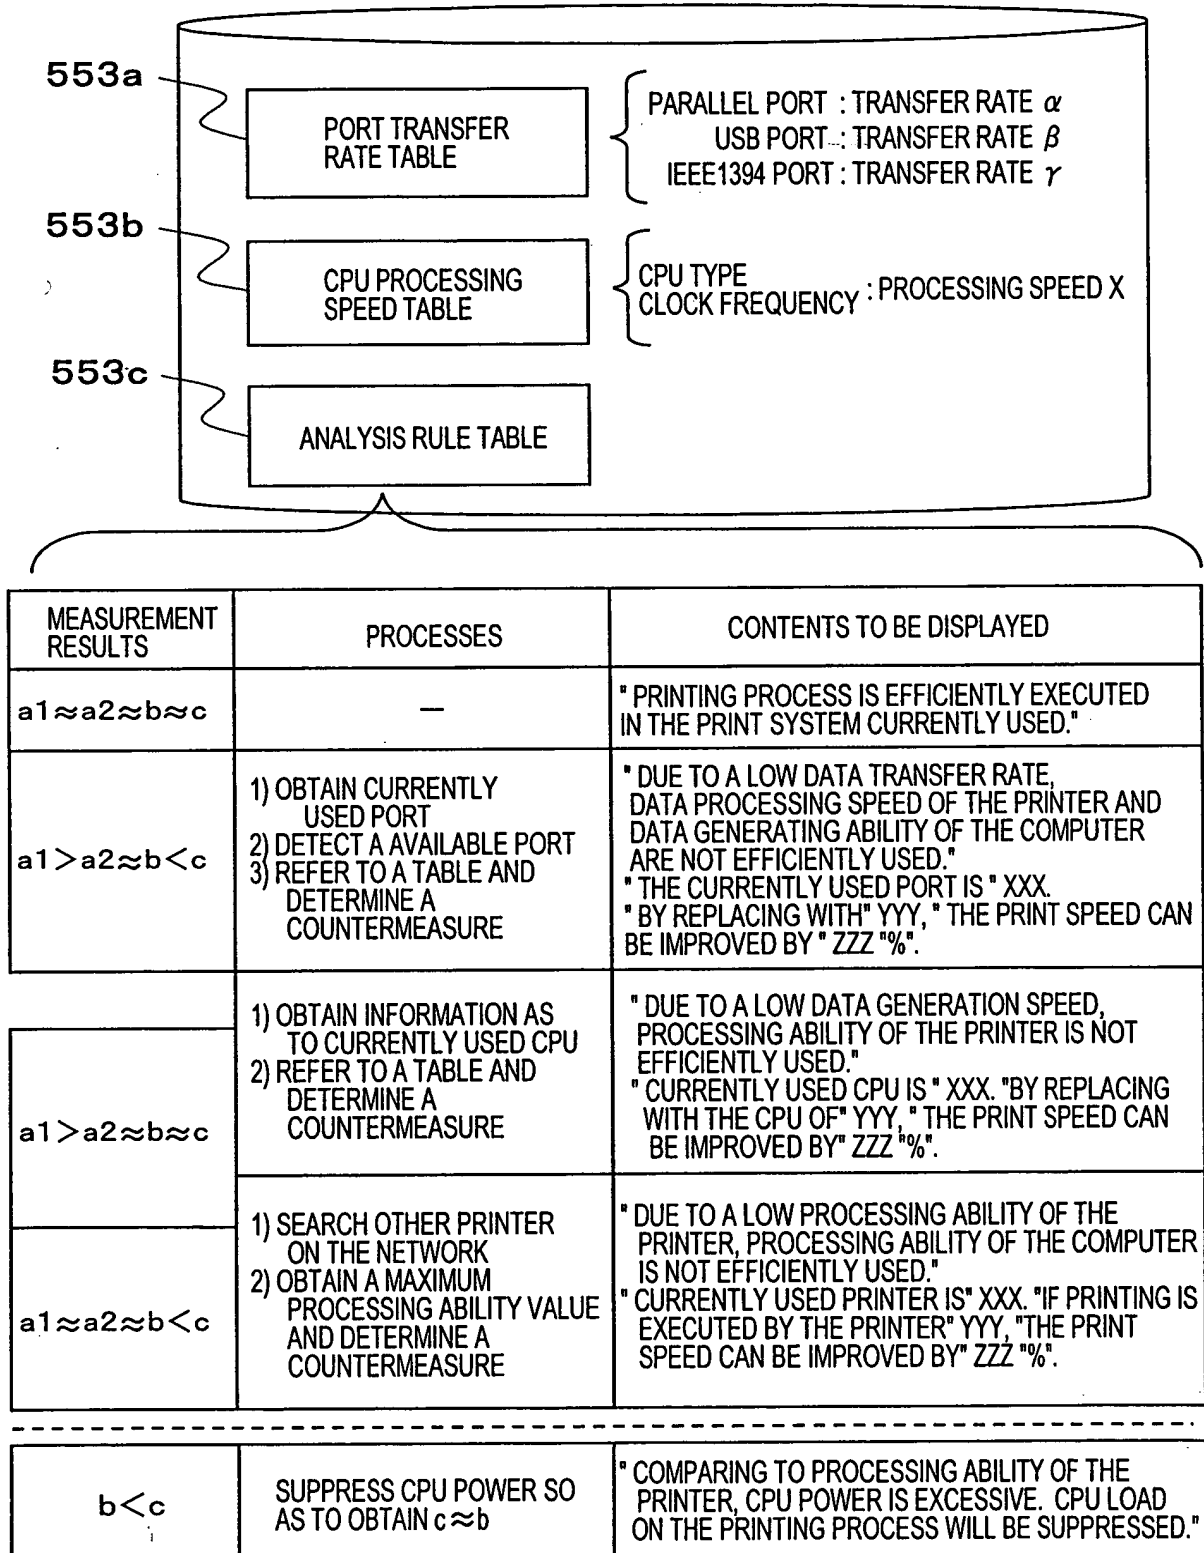 553a
PORT TRANSFER
RATE TABLE
PARALLEL PORT : TRANSFER RATE α
USB PORT : TRANSFER RATE β
IEEE1394 PORT : TRANSFER RATE γ
553b
CPU PROCESSING
SPEED TABLE
CPU TYPE
CLOCK FREQUENCY : PROCESSING SPEED X
553c
ANALYSIS RULE TABLE
MEASUREMENT
RESULTS
PROCESSES
CONTENTS TO BE DISPLAYED
a1≈a2≈b≈c
—
" PRINTING PROCESS IS EFFICIENTLY EXECUTED
IN THE PRINT SYSTEM CURRENTLY USED."
a1>a2≈b<c
1) OBTAIN CURRENTLY
USED PORT
2) DETECT A AVAILABLE PORT
3) REFER TO A TABLE AND
DETERMINE A
COUNTERMEASURE
" DUE TO A LOW DATA TRANSFER RATE,
DATA PROCESSING SPEED OF THE PRINTER AND
DATA GENERATING ABILITY OF THE COMPUTER
ARE NOT EFFICIENTLY USED."
" THE CURRENTLY USED PORT IS " XXX.
" BY REPLACING WITH" YYY, " THE PRINT SPEED CAN
BE IMPROVED BY " ZZZ "%".
a1>a2≈b≈c
1) OBTAIN INFORMATION AS
TO CURRENTLY USED CPU
2) REFER TO A TABLE AND
DETERMINE A
COUNTERMEASURE
" DUE TO A LOW DATA GENERATION SPEED,
PROCESSING ABILITY OF THE PRINTER IS NOT
EFFICIENTLY USED."
" CURRENTLY USED CPU IS " XXX. "BY REPLACING
WITH THE CPU OF" YYY, " THE PRINT SPEED CAN
BE IMPROVED BY" ZZZ "%".
a1≈a2≈b<c
1) SEARCH OTHER PRINTER
ON THE NETWORK
2) OBTAIN A MAXIMUM
PROCESSING ABILITY VALUE
AND DETERMINE A
COUNTERMEASURE
" DUE TO A LOW PROCESSING ABILITY OF THE
PRINTER, PROCESSING ABILITY OF THE COMPUTER
IS NOT EFFICIENTLY USED."
" CURRENTLY USED PRINTER IS" XXX. "IF PRINTING IS
EXECUTED BY THE PRINTER" YYY, "THE PRINT
SPEED CAN BE IMPROVED BY" ZZZ "%".
b<c
SUPPRESS CPU POWER SO
AS TO OBTAIN c≈b
" COMPARING TO PROCESSING ABILITY OF THE
PRINTER, CPU POWER IS EXCESSIVE. CPU LOAD
ON THE PRINTING PROCESS WILL BE SUPPRESSED."